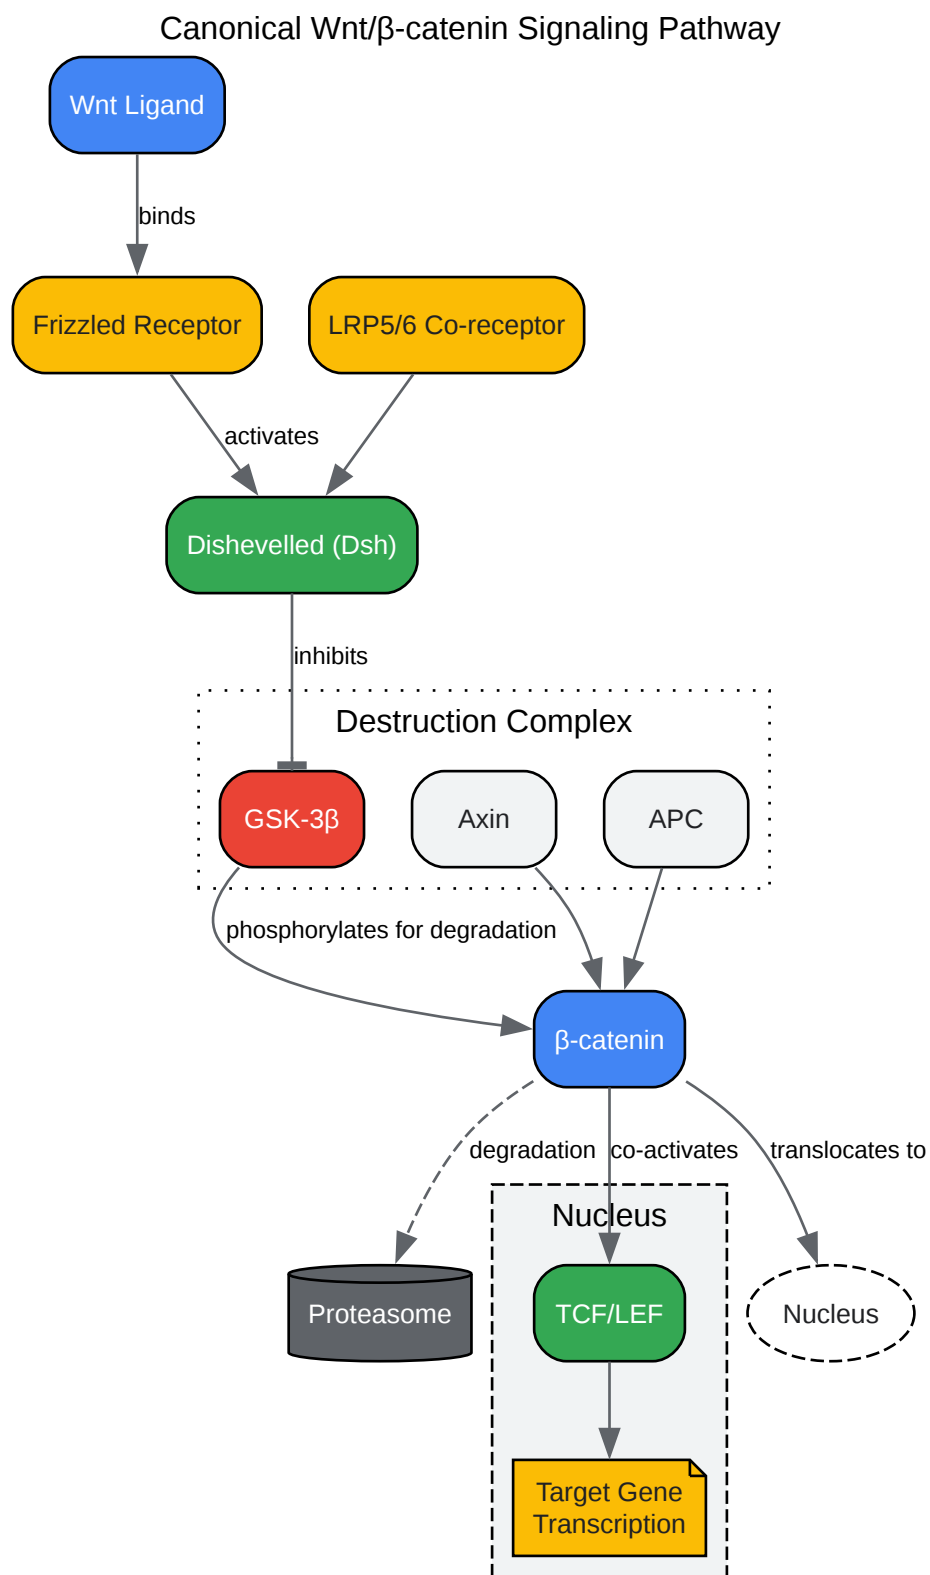 Canonical Wnt/β-catenin Signaling Pathway
Wnt Ligand
binds
Frizzled Receptor
LRP5/6 Co-receptor
activates
Dishevelled (Dsh)
inhibits
Destruction Complex
GSK-3β
Axin
APC
phosphorylates for degradation
β-catenin
degradation
co-activates
translocates to
Nucleus
Proteasome
TCF/LEF
Nucleus
Target Gene
Transcription